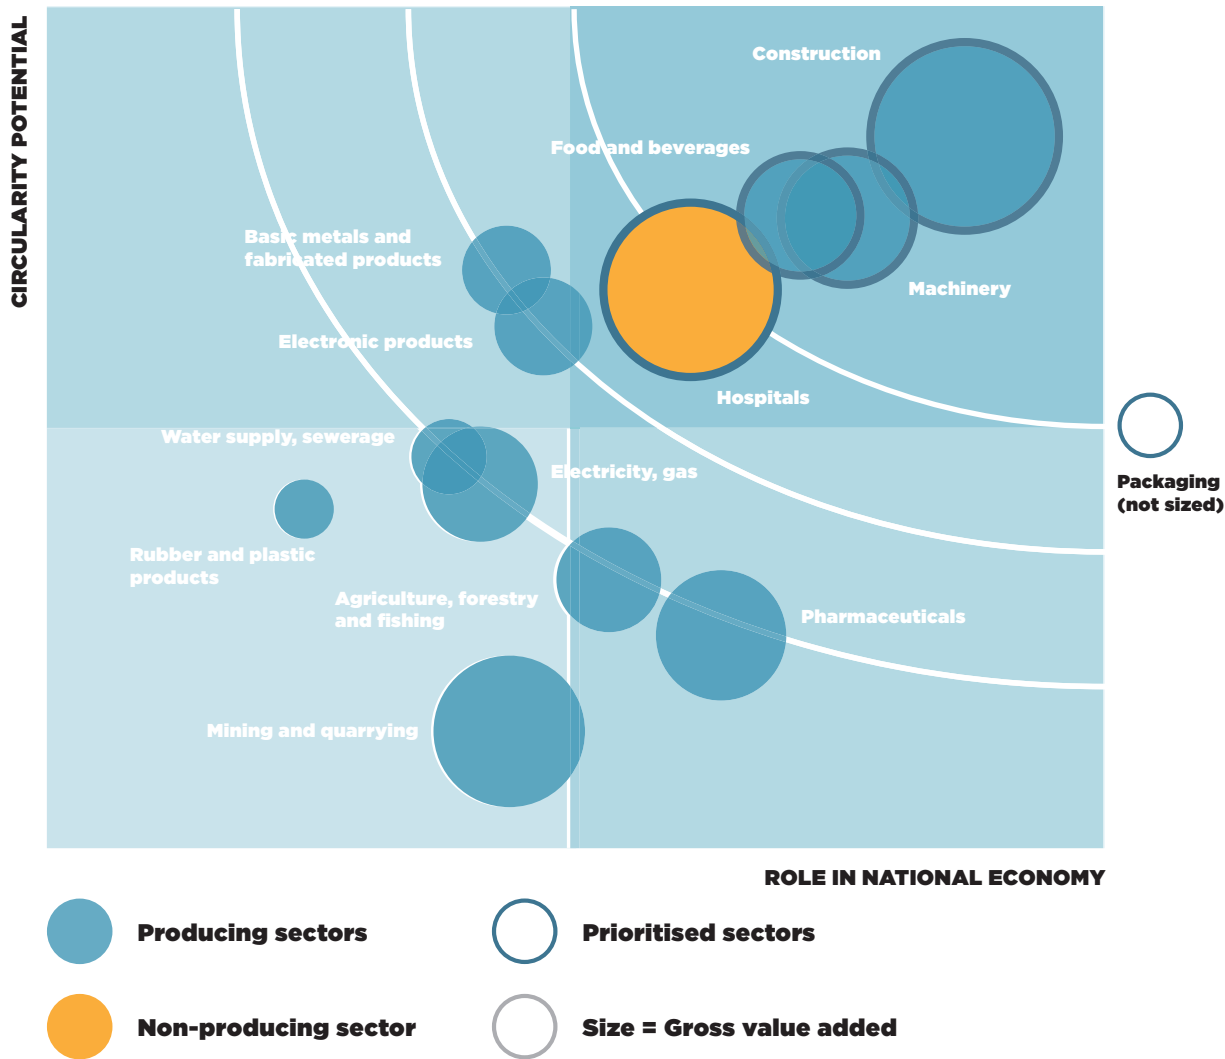 CIRCULARITY POTENTIAL
Construction
Food and beverages
Basic metals and
fabricated products
Machinery
Electronic products
Hospitals
Water supply, sewerage
Electricity, gas
Packaging
(not sized)
Rubber and plastic
products
Agriculture, forestry
and fishing
Pharmaceuticals
Mining and quarrying
ROLE IN NATIONAL ECONOMY
Producing sectors
Prioritised sectors
Non-producing sector
Size = Gross value added